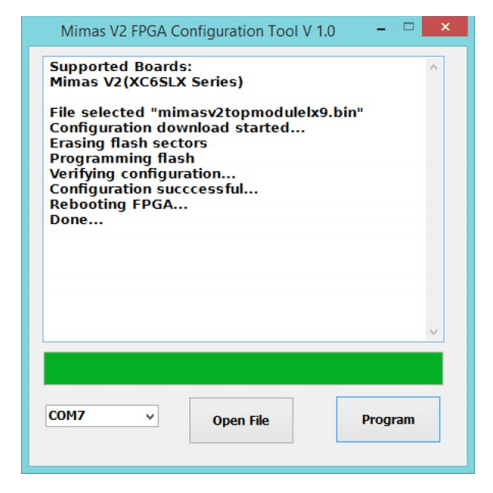 Mimas V2 FPGA Configuration Tool V 1.0
Supported Boards:
Mimas V2(XC6SLX Series)
File selected "mimasv2topmodulelx9.bin"
Configuration download started...
Erasing flash sectors
Programming flash
Verifying configuration...
Configuration succcessful...
Rebooting FPGA...
Done...
COM7
Open File
Program